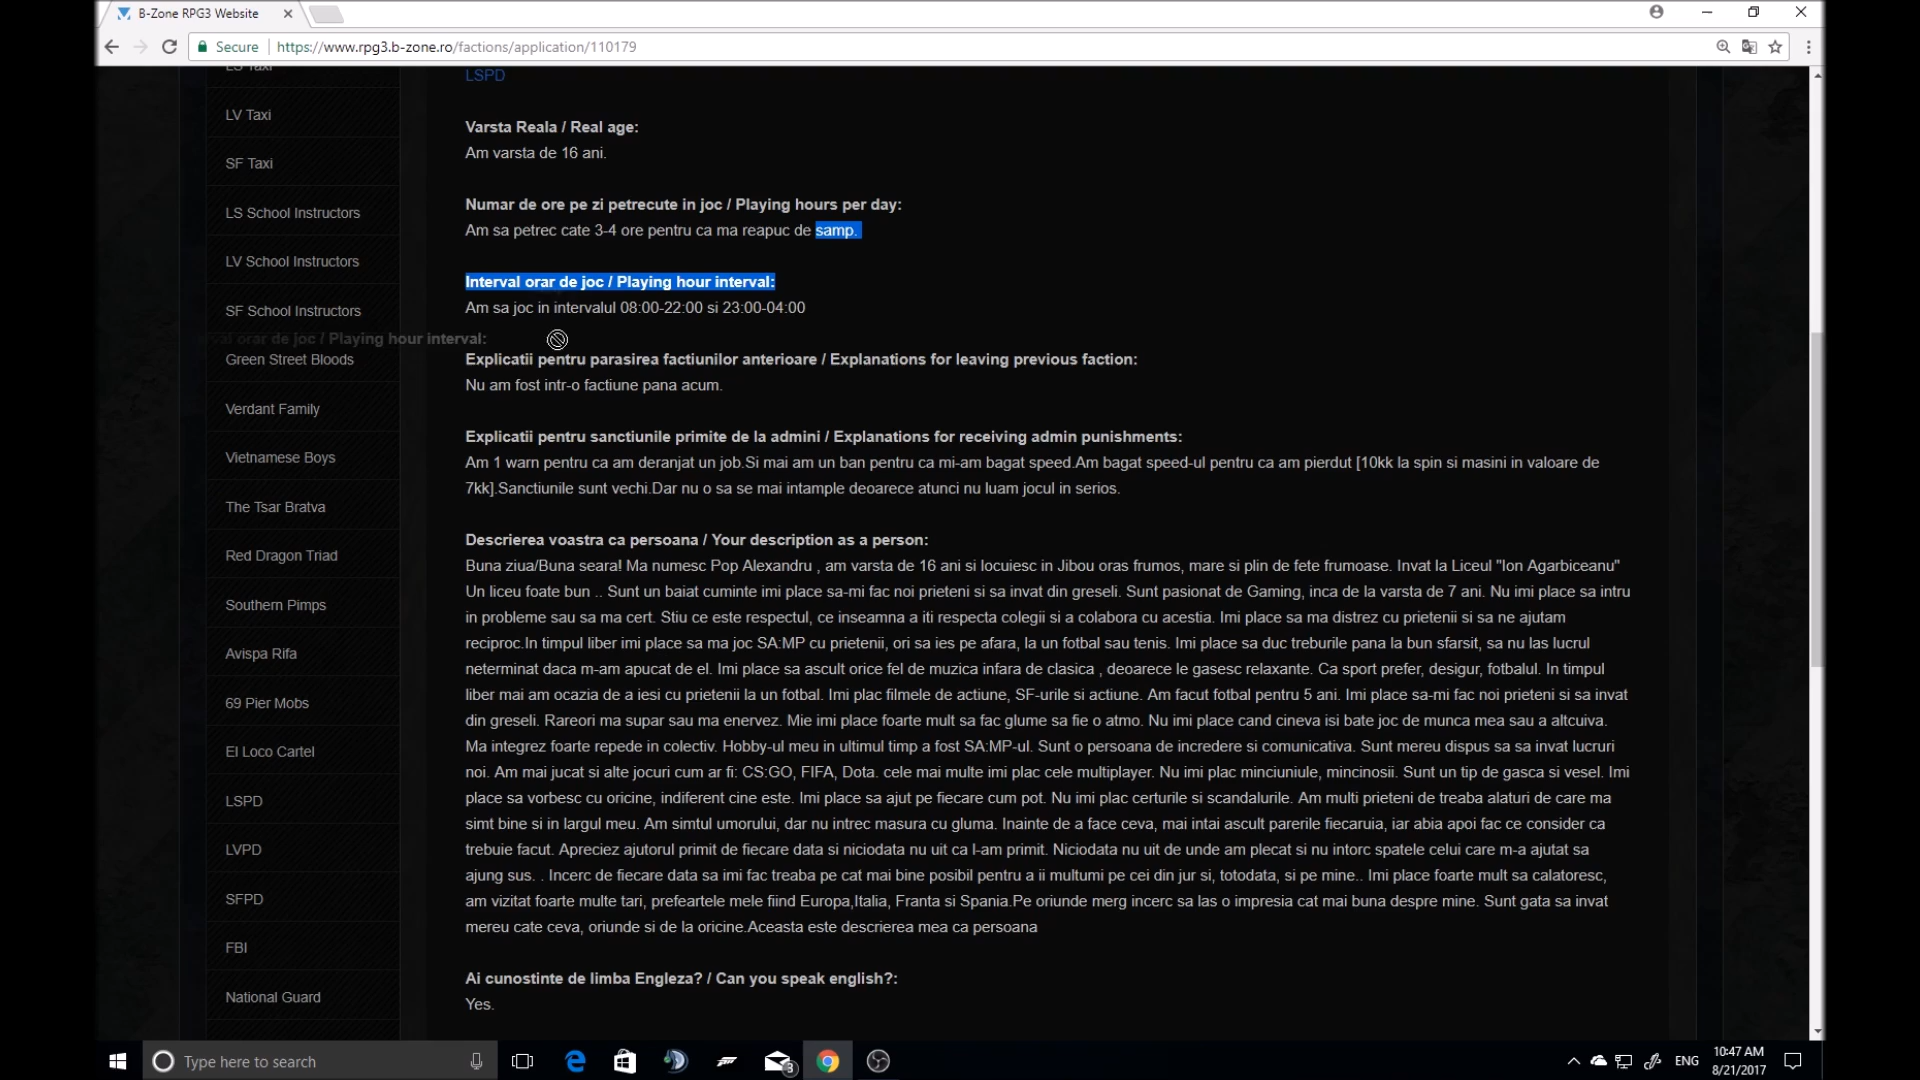 B-Zone RPG3 Website
Secure
https://www.rpg3.b-zone.ro/factions/application/110179
LS Taxi
LV Taxi
SF Taxi
LS School Instructors
LV School Instructors
SF School Instructors
Green Street Bloods
Verdant Family
Vietnamese Boys
The Tsar Bratva
Red Dragon Triad
Southern Pimps
Avispa Rifa
69 Pier Mobs
El Loco Cartel
LSPD
LVPD
SFPD
FBI
National Guard
LSPD
Varsta Reala / Real age:
Am varsta de 16 ani.
Numar de ore pe zi petrecute in joc / Playing hours per day:
Am sa petrec cate 3-4 ore pentru ca ma reapuc de samp.
Interval orar de joc / Playing hour interval:
Am sa joc in intervalul 08:00-22:00 si 23:00-04:00
orar de joc / Playing hour interval:
Explicatii pentru parasirea factiunilor anterioare / Explanations for leaving previous faction:
Nu am fost intr-o factiune pana acum.
Explicatii pentru sanctiunile primite de la admini / Explanations for receiving admin punishments:
Am 1 warn pentru ca am deranjat un job.Si mai am un ban pentru ca mi-am bagat speed.Am bagat speed-ul pentru ca am pierdut [10kk la spin si masini in valoare de
7kk].Sanctiunile sunt vechi.Dar nu o sa se mai intample deoarece atunci nu luam jocul in serios.
Descrierea voastra ca persoana / Your description as a person:
Buna ziua/Buna seara! Ma numesc Pop Alexandru , am varsta de 16 ani si locuiesc in Jibou oras frumos, mare si plin de fete frumoase. Invat la Liceul "Ion Agarbiceanu"
Un liceu foate bun .. Sunt un baiat cuminte imi place sa-mi fac noi prieteni si sa invat din greseli. Sunt pasionat de Gaming, inca de la varsta de 7 ani. Nu imi place sa intru
in probleme sau sa ma cert. Stiu ce este respectul, ce inseamna a iti respecta colegii si a colabora cu acestia. Imi place sa ma distrez cu prietenii si sa ne ajutam
reciproc.In timpul liber imi place sa ma joc SA:MP cu prietenii, ori sa ies pe afara, la un fotbal sau tenis. Imi place sa duc treburile pana la bun sfarsit, sa nu las lucrul
neterminat daca m-am apucat de el. Imi place sa ascult orice fel de muzica infara de clasica , deoarece le gasesc relaxante. Ca sport prefer, desigur, fotbalul. In timpul
liber mai am ocazia de a iesi cu prietenii la un fotbal. Imi plac filmele de actiune, SF-urile si actiune. Am facut fotbal pentru 5 ani. Imi place sa-mi fac noi prieteni si sa invat
din greseli. Rareori ma supar sau ma enervez. Mie imi place foarte mult sa fac glume sa fie o atmo. Nu imi place cand cineva isi bate joc de munca mea sau a altcuiva.
Ma integrez foarte repede in colectiv. Hobby-ul meu in ultimul timp a fost SA:MP-ul. Sunt o persoana de incredere si comunicativa. Sunt mereu dispus sa sa invat lucruri
noi. Am mai jucat si alte jocuri cum ar fi: CS:GO, FIFA, Dota. cele mai multe imi plac cele multiplayer. Nu imi plac minciuniule, mincinosii. Sunt un tip de gasca si vesel. Imi
place sa vorbesc cu oricine, indiferent cine este. Imi place sa ajut pe fiecare cum pot. Nu imi plac certurile si scandalurile. Am multi prieteni de treaba alaturi de care ma
simt bine si in largul meu. Am simtul umorului, dar nu intrec masura cu gluma. Inainte de a face ceva, mai intai ascult parerile fiecaruia, iar abia apoi fac ce consider ca
trebuie facut. Apreciez ajutorul primit de fiecare data si niciodata nu uit ca l-am primit. Niciodata nu uit de unde am plecat si nu intorc spatele celui care m-a ajutat sa
ajung sus. . Incerc de fiecare data sa imi fac treaba pe cat mai bine posibil pentru a ii multumi pe cei din jur si, totodata, si pe mine.. Imi place foarte mult sa calatoresc,
am vizitat foarte multe tari, prefeartele mele fiind Europa,Italia, Franta si Spania.Pe oriunde merg incerc sa las o impresia cat mai buna despre mine. Sunt gata sa invat
mereu cate ceva, oriunde si de la oricine.Aceasta este descrierea mea ca persoana
Ai cunostinte de limba Engleza? / Can you speak english?:
Yes.
Type here to search
3
ENG
10:47 AM
8/21/2017